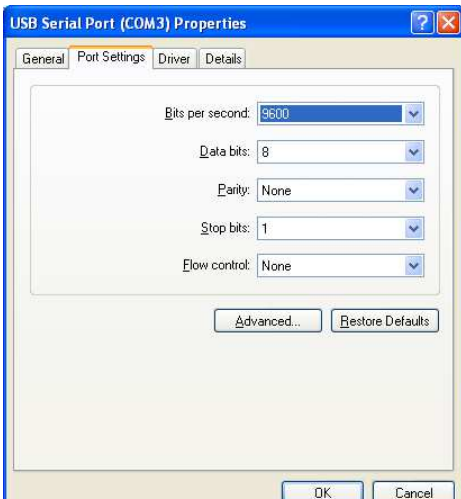 USB Serial Port (COM3) Properties
General Port Settings Driver Details
Bits per second: 9600
Data bits: 8
Parity: None
Stop bits: 1
Flow control: None
Advanced... Restore Defaults
OK Cancel